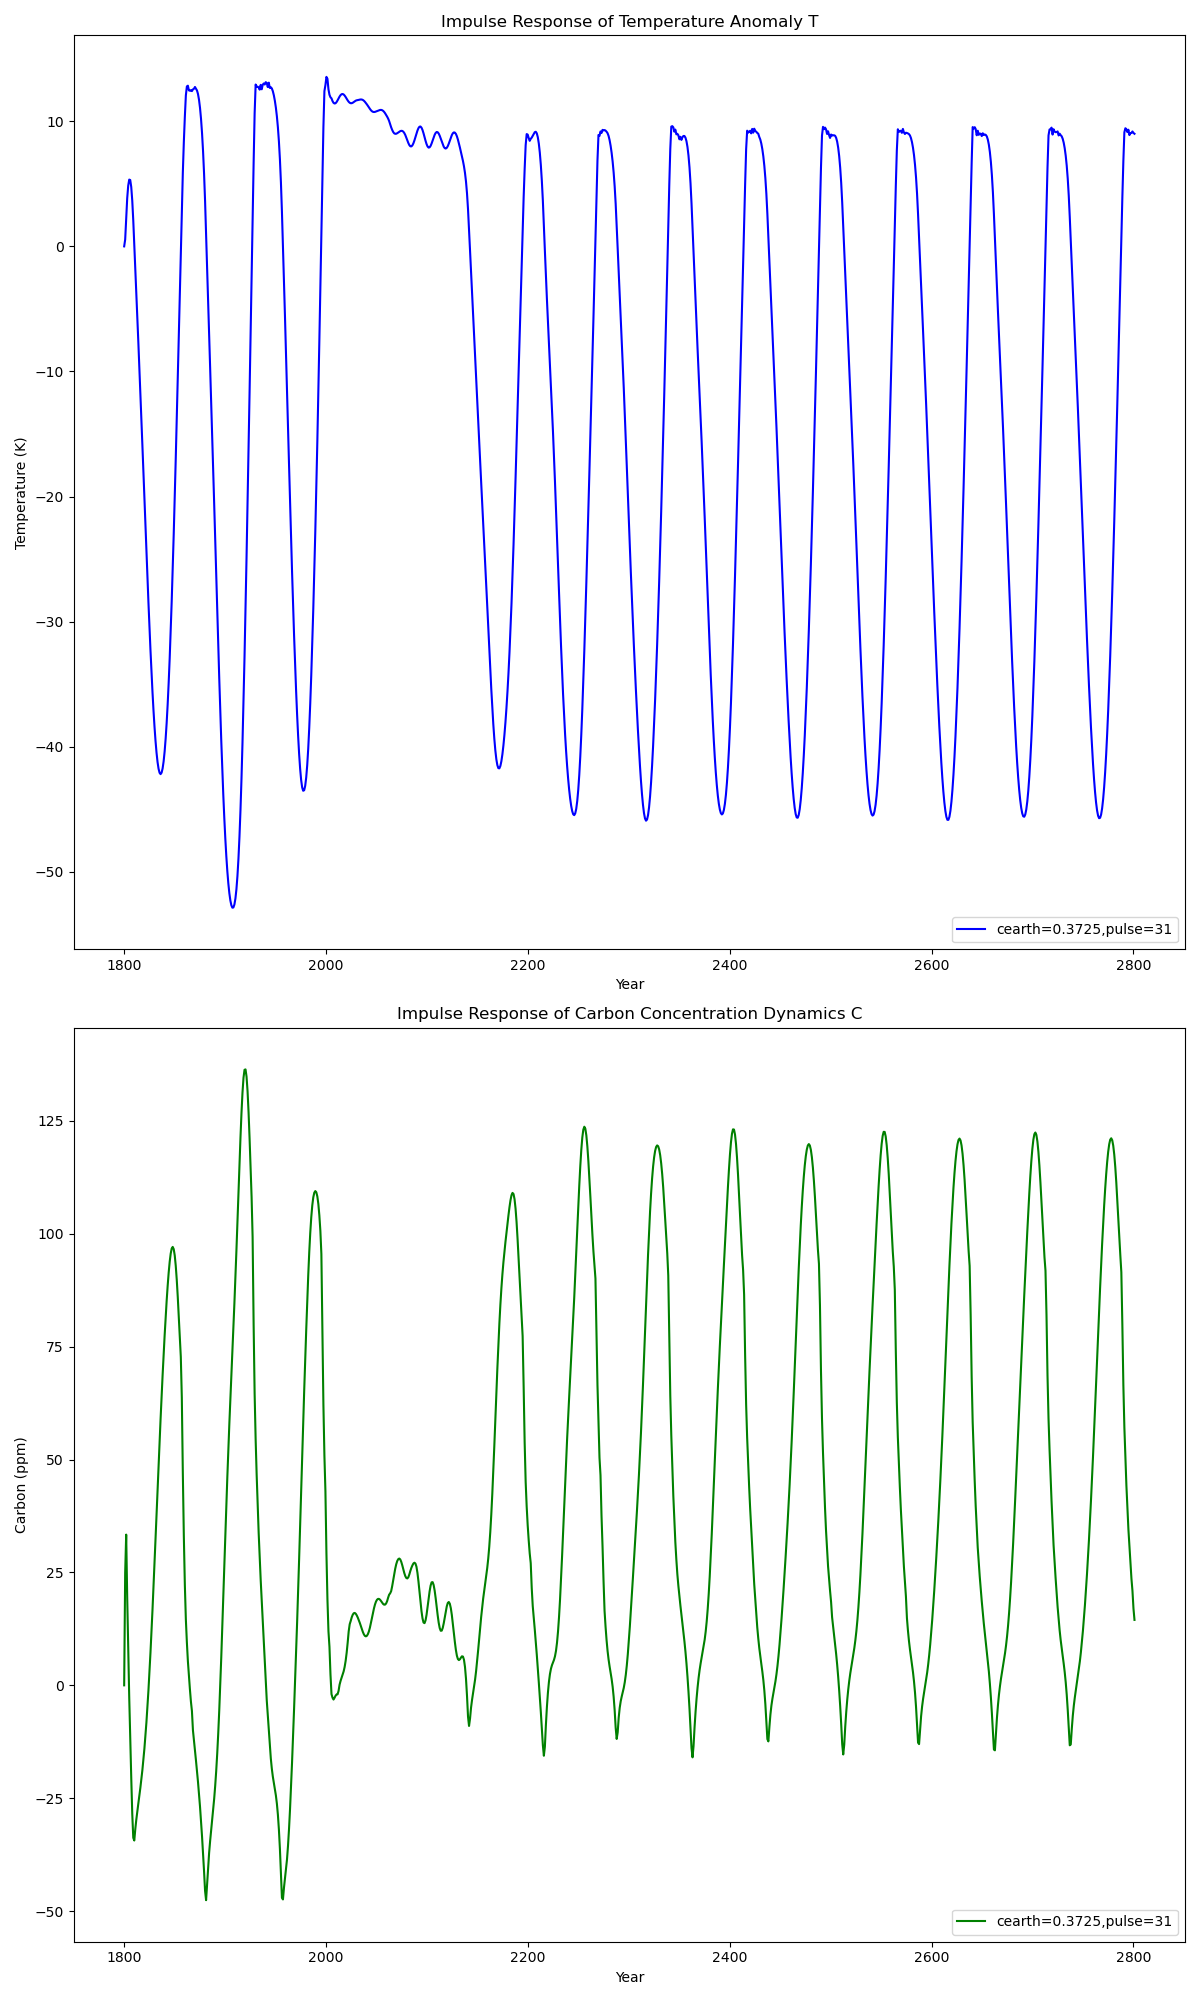 Impulse Response of Temperature Anomaly T
10
0
−10
−20
−30
−40
−50
Temperature (K)
cearth=0.3725,pulse=31
1800 2000 2200 2400 2600 2800
Year
Impulse Response of Carbon Concentration Dynamics C
125
100
75
50
25
0
−25
−50
Carbon (ppm)
cearth=0.3725,pulse=31
1800 2000 2200 2400 2600 2800
Year